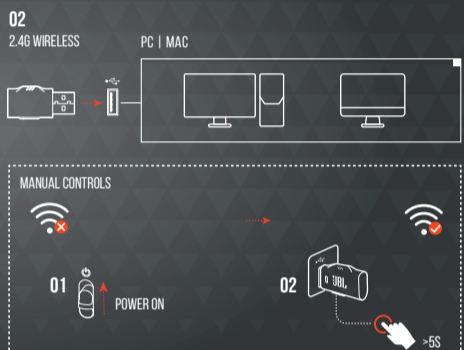 02
2.4G WIRELESS
PC | MAC
MANUAL CONTROLS
01
POWER ON
02
JBL
>5S